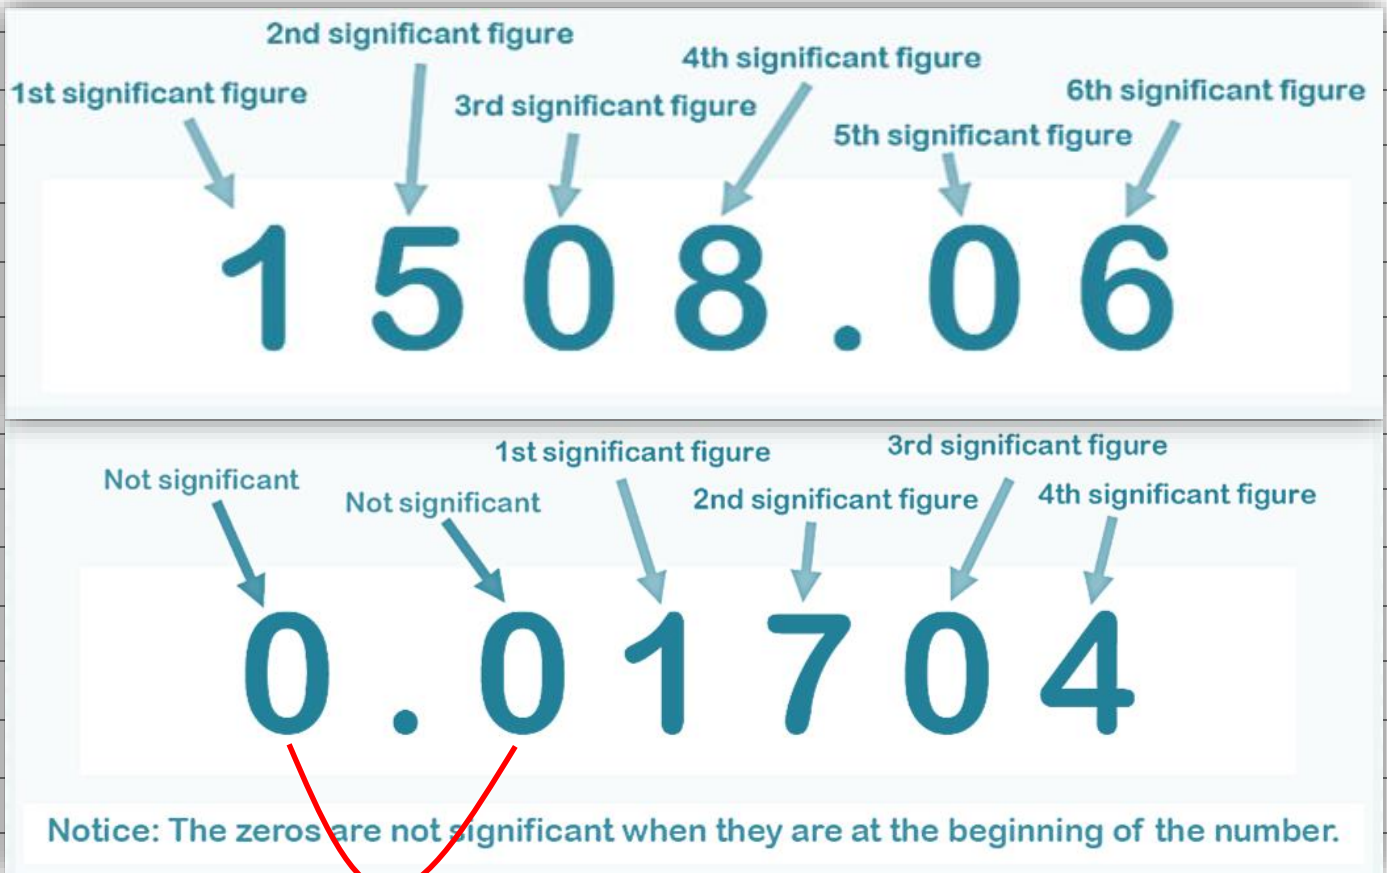 2nd significant figure
4th significant figure
1st significant figure
3rd significant figure
6th significant figure
5th significant figure
1508.06
1st significant figure
3rd significant figure
Not significant
Not significant
2nd significant figure
4th significant figure
0.01704
Notice: The zeros are not significant when they are at the beginning of the number.